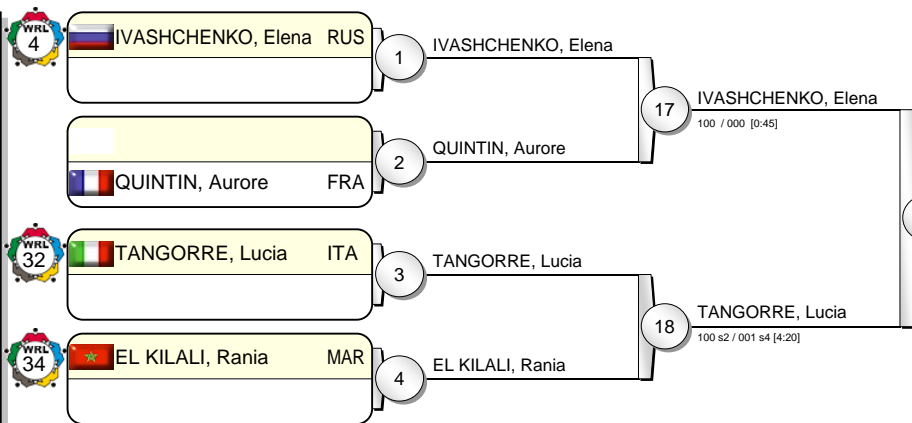 WRL
4
IVASHCHENKO, Elena RUS
1
IVASHCHENKO, Elena
17
IVASHCHENKO, Elena
100 / 000 [0:45]
QUINTIN, Aurore FRA
2
QUINTIN, Aurore
WRL
32
TANGORRE, Lucia ITA
3
TANGORRE, Lucia
18
TANGORRE, Lucia
100 s2 / 001 s4 [4:20]
WRL
34
EL KILALI, Rania MAR
4
EL KILALI, Rania